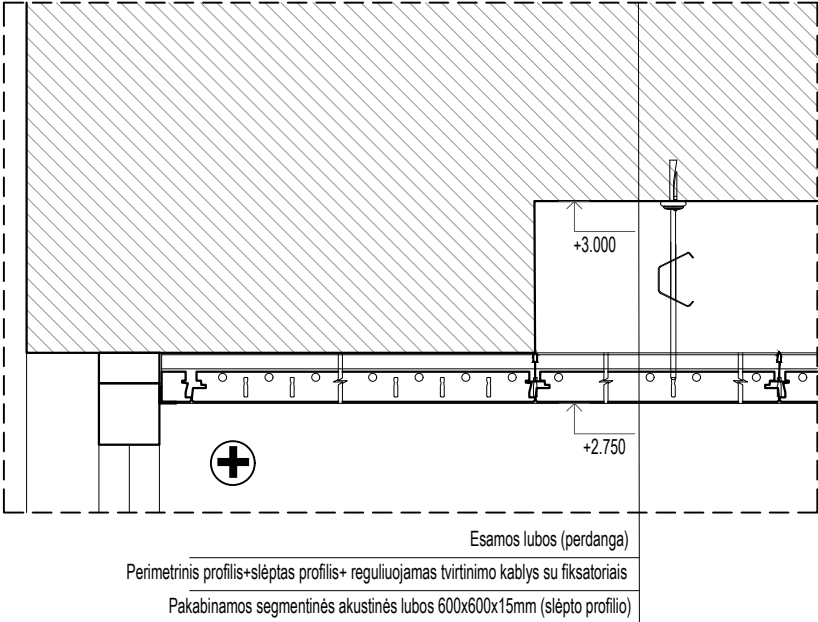 +3.000
+2.750
Esamos lubos (perdanga)
Perimetrinis profilis+slėptas profilis+ reguliuojamas tvirtinimo kablys su fiksatoriais
Pakabinamos segmentinės akustinės lubos 600x600x15mm (slėpto profilio)